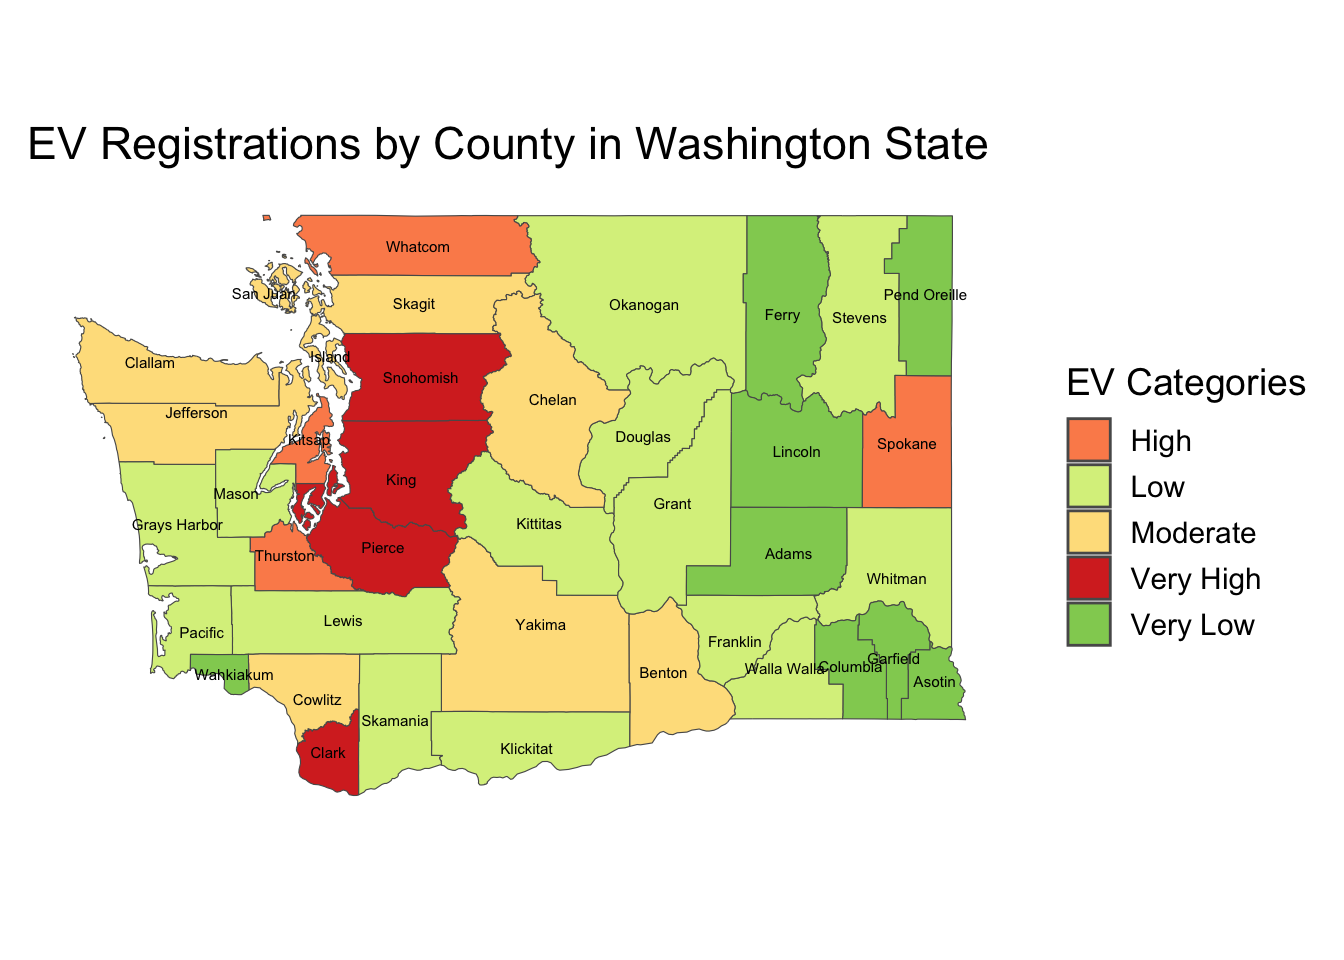 EV Registrations by County in Washington State
Whatcom
San Juan
Skagit
Okanogan
Ferry
Stevens
Pend Oreille
Clallam
Island
Snohomish
Jefferson
Chelan
Kitsap
Douglas
Lincoln
Spokane
Mason
King
Grant
Grays Harbor
Kittitas
Thurston
Pierce
Adams
Whitman
Pacific
Lewis
Yakima
Franklin
Wahkiakum
Benton
Walla Walla
Columbia
Garfield
Asotin
Cowlitz
Skamania
Clark
Klickitat
EV Categories
High
Low
Moderate
Very High
Very Low